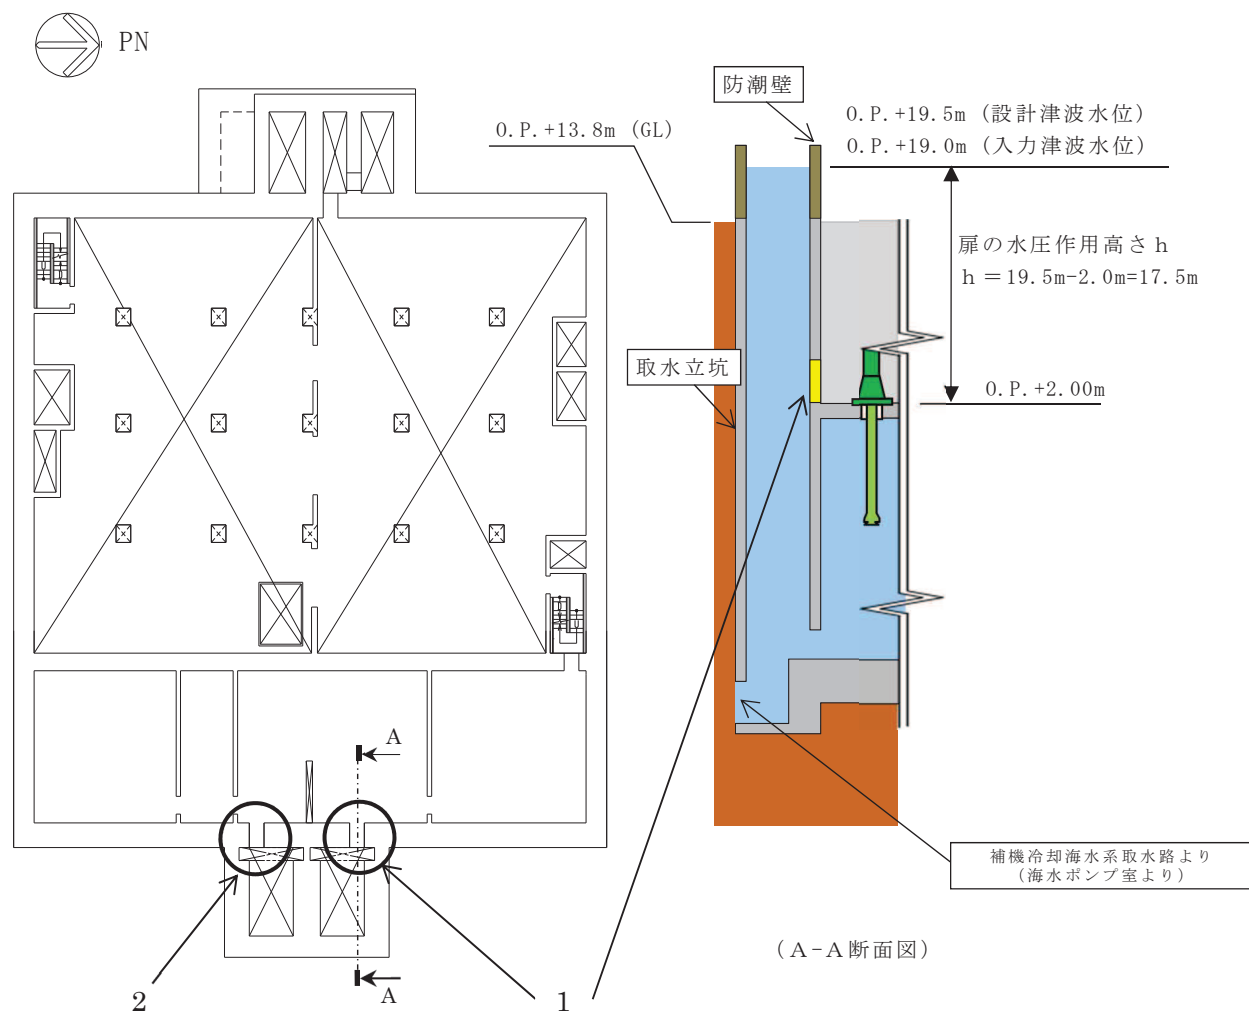 PN
防潮壁
O.P.+13.8m (GL)
O.P.+19.5m (設計津波水位)
O.P.+19.0m (入力津波水位)
扉の水圧作用高さｈ
ｈ＝19.5m-2.0m=17.5m
取水立坑
O.P.+2.00m
A
補機冷却海水系取水路より
(海水ポンプ室より)
(A-A断面図)
A
2
1